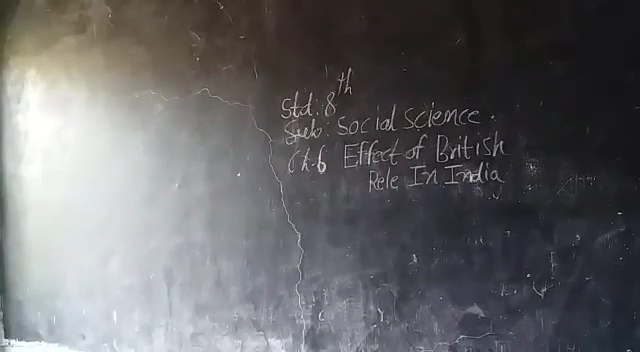 Std: 8th
Sub: Social Science.
Ch-6 Effect of British
Rele In India